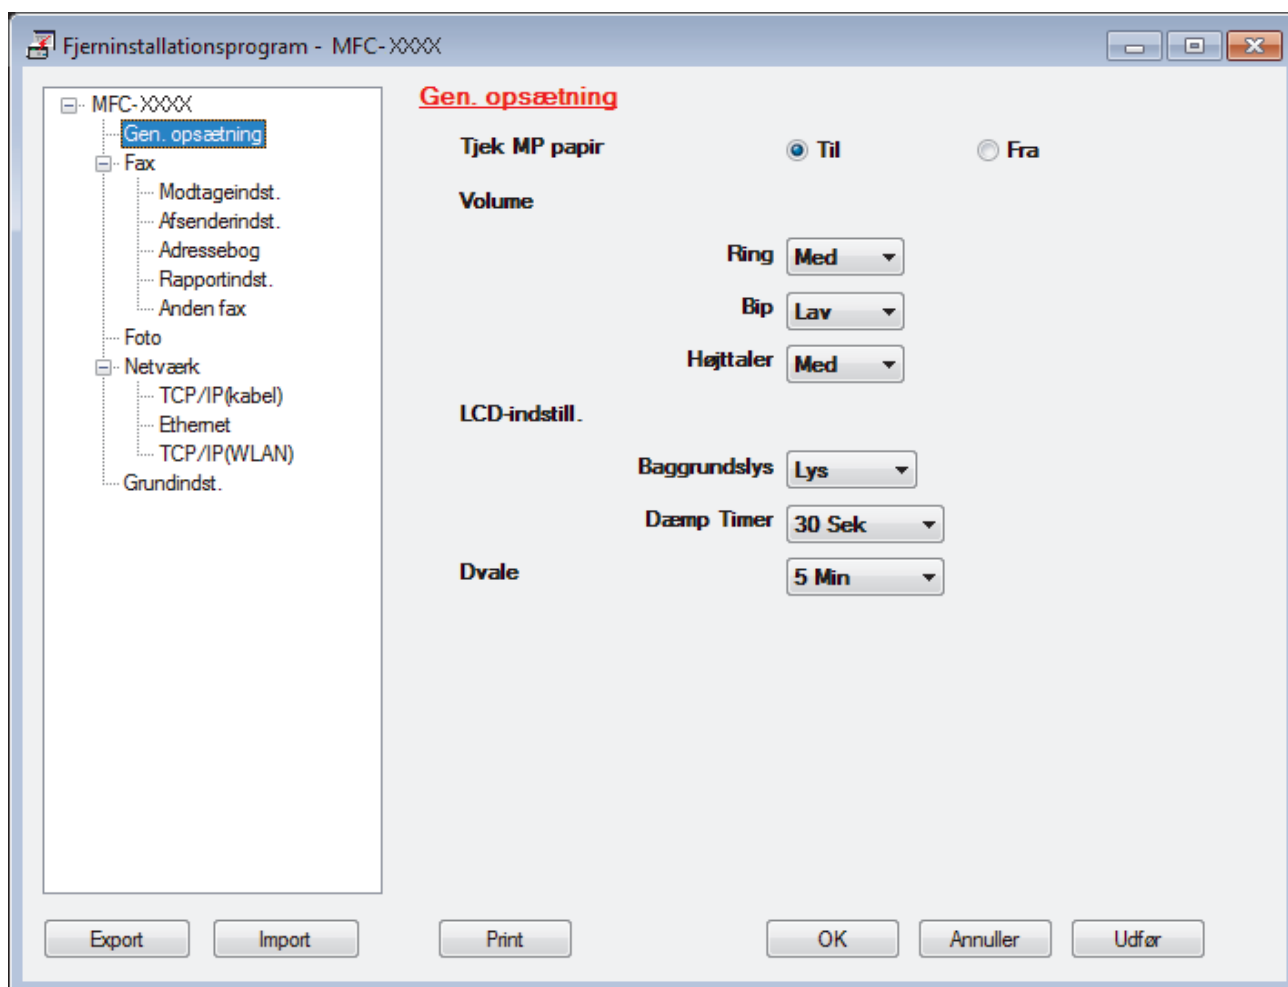 Fjerninstallationsprogram - MFC-XXXX
MFC-XXXX
Gen. opsætning
Fax
Modtageindst.
Afsenderindst.
Adressebog
Rapportindst.
Anden fax
Foto
Netværk
TCP/IP(kabel)
Ethernet
TCP/IP(WLAN)
Grundindst.
Gen. opsætning
Tjek MP papir Til Fra
Volume
Ring Med
Bip Lav
Højttaler Med
LCD-indstill.
Baggrundslys Lys
Dæmp Timer 30 Sek
Dvale 5 Min
Export Import Print OK Annuller Udfør